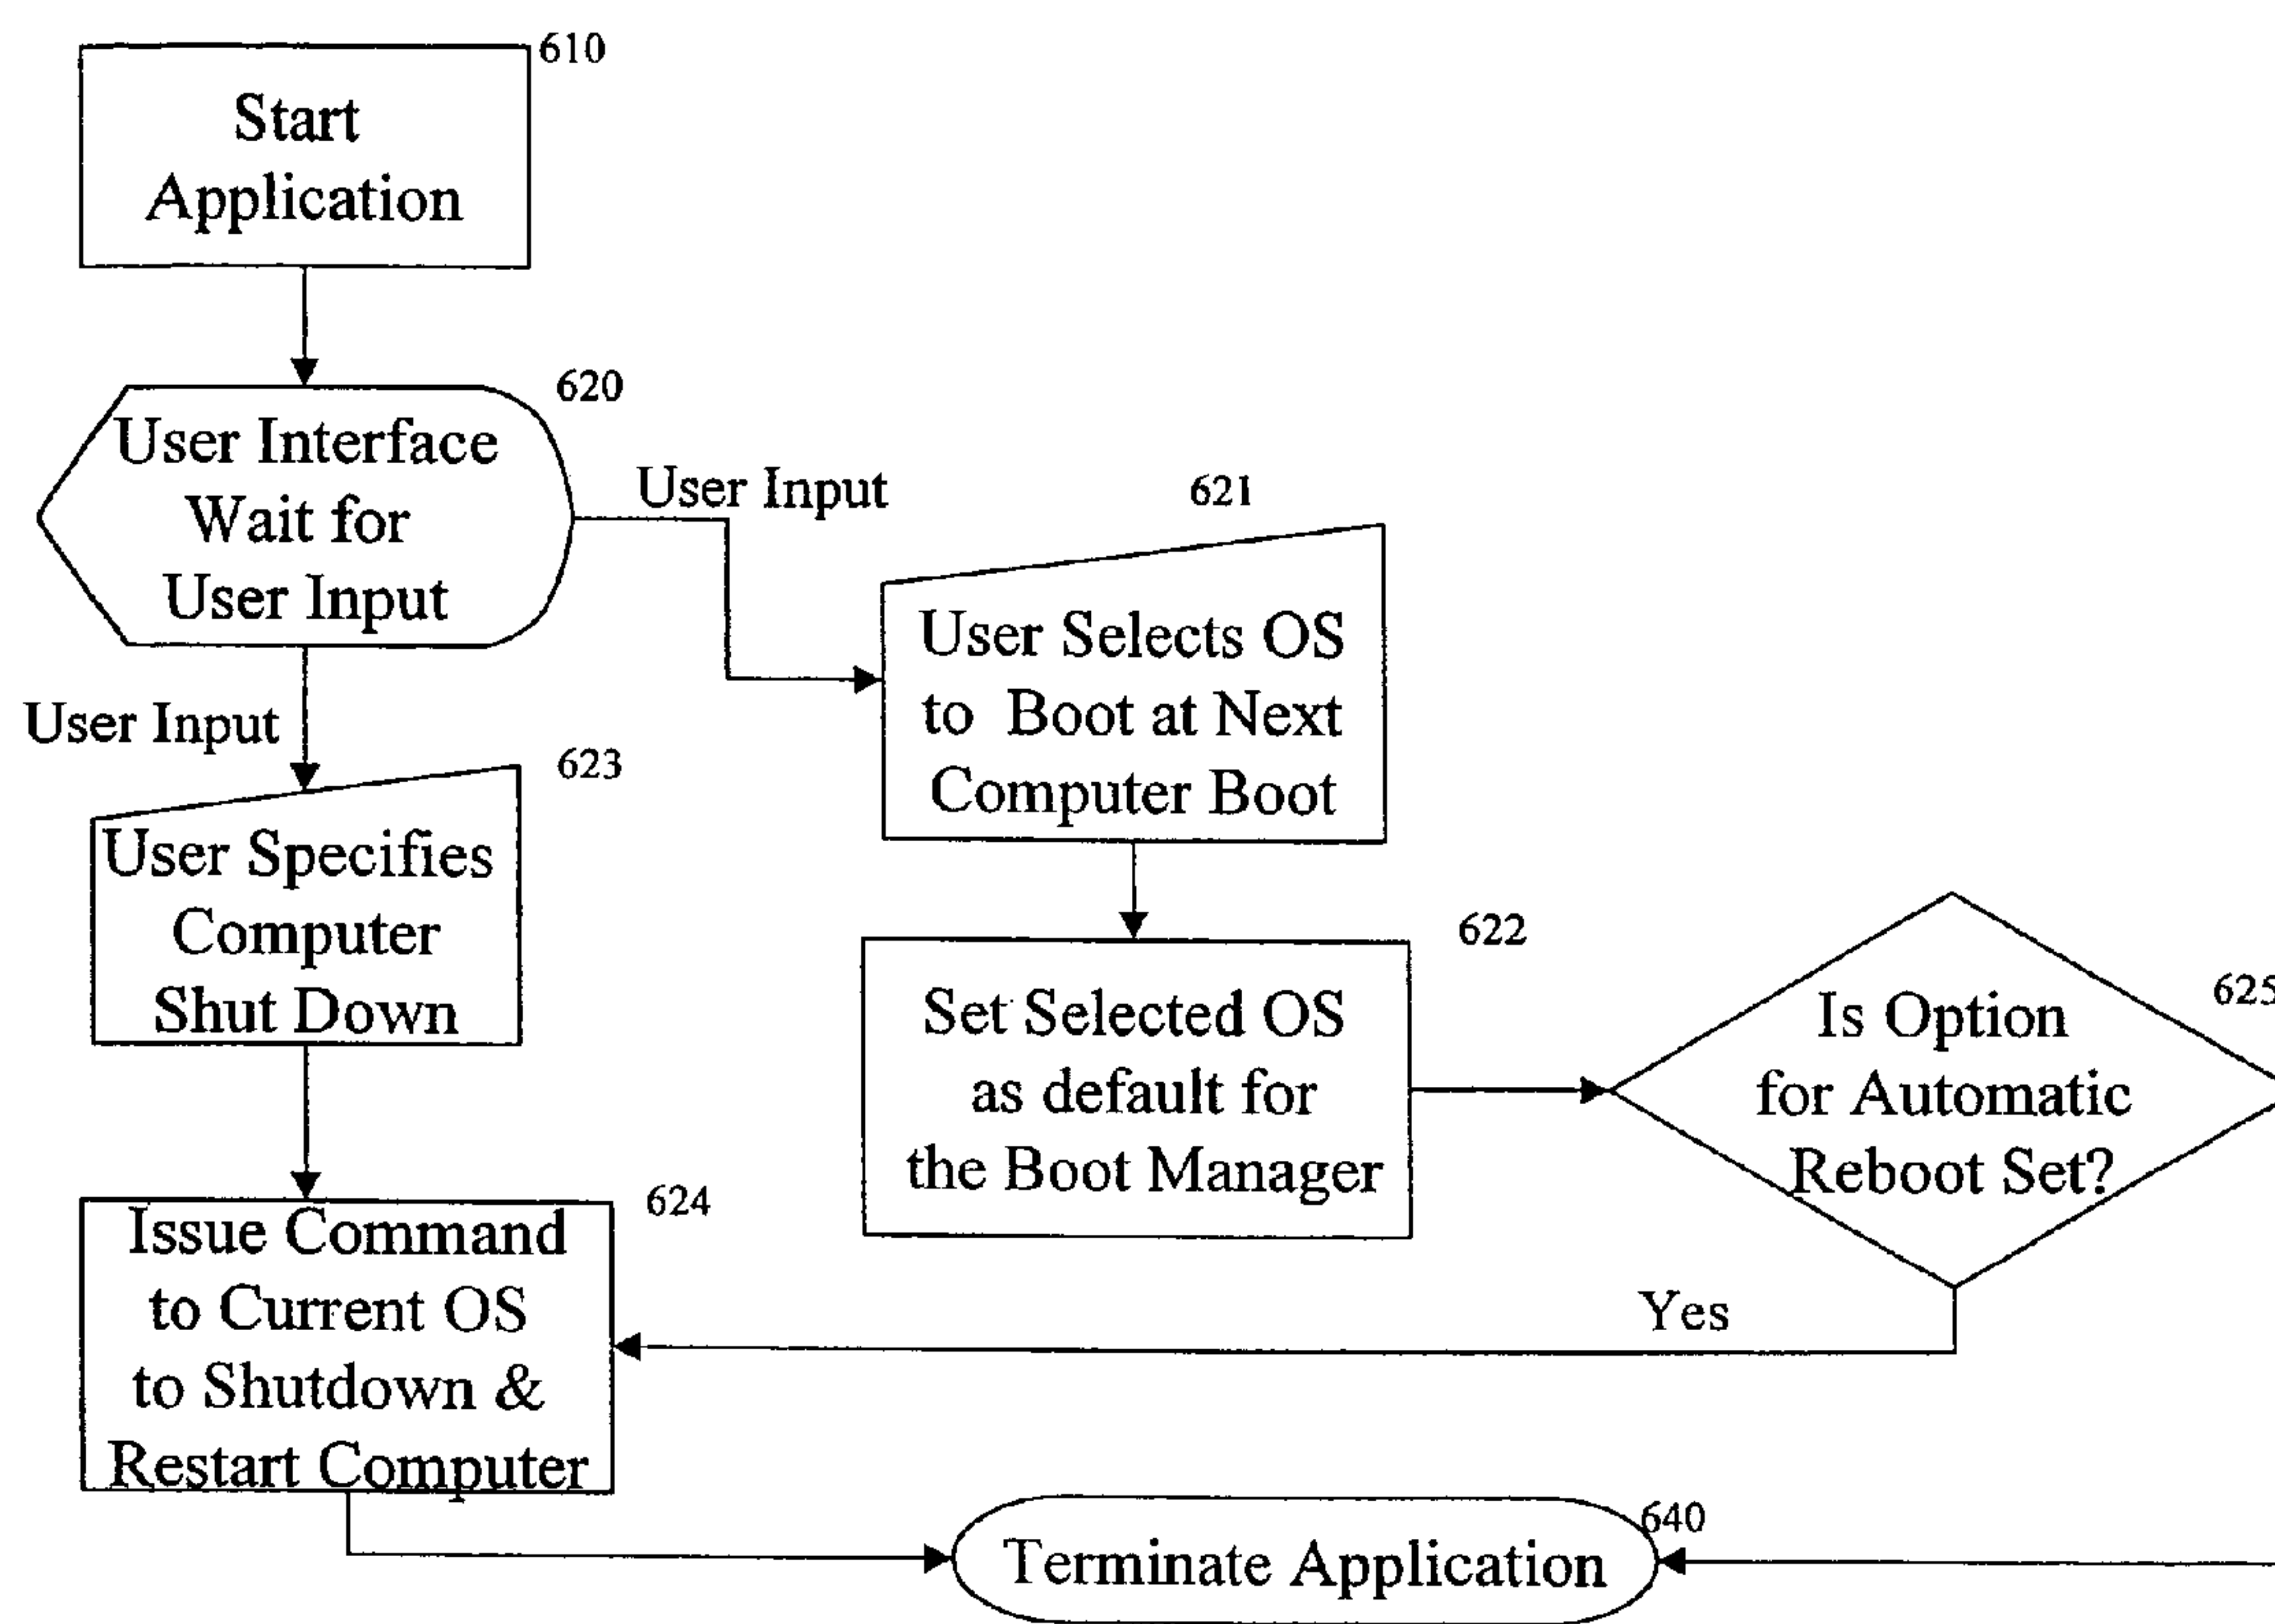 610
Start
Application
620
User Interface
Wait for
User Input
User Input
621
User Selects OS
to Boot at Next
Computer Boot
User Input
623
User Specifies
Computer
Shut Down
622
Set Selected OS
as default for
the Boot Manager
625
Is Option
for Automatic
Reboot Set?
Yes
624
Issue Command
to Current OS
to Shutdown &
Restart Computer
640
Terminate Application